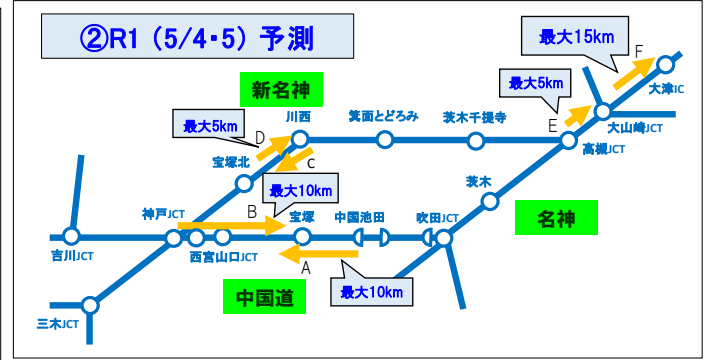 ②R1（5/4・5）予測
最大15km
F
大津IC
新名神
最大5km
川西
箕面とどろみ
茨木千提寺
E
大山崎JCT
最大5km
D
C
高槻JCT
宝塚北
最大10km
茨木
神戸JCT
B
宝塚
中国池田
吹田JCT
名神
吉川JCT
西宮山口JCT
A
中国道
最大10km
三木JCT